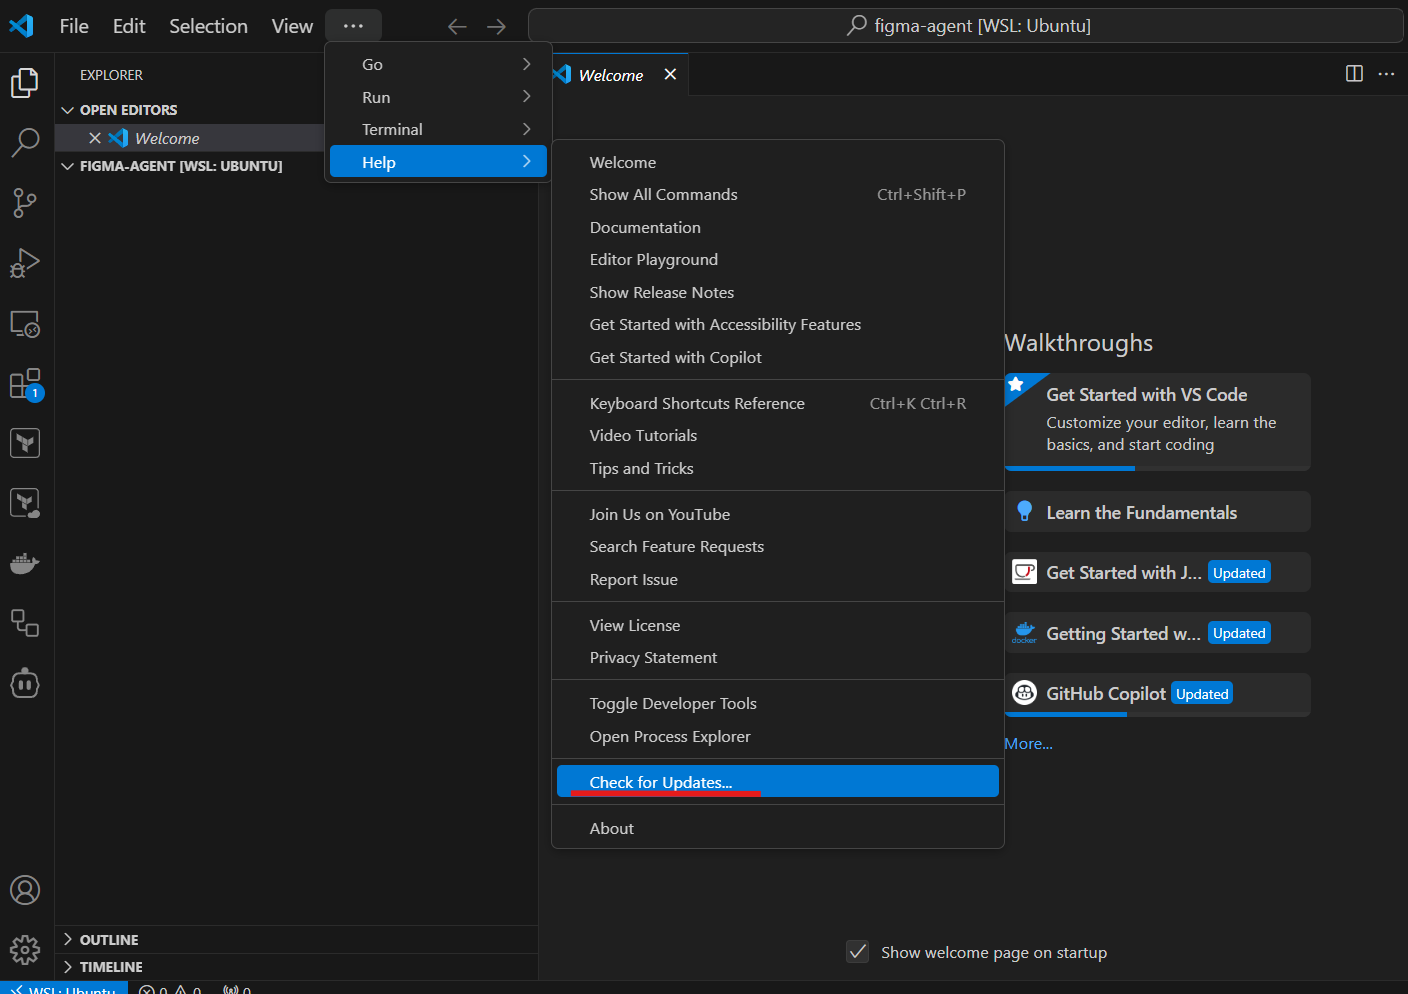 File Edit Selection View ...
figma-agent [WSL: Ubuntu]
EXPLORER
OPEN EDITORS
Welcome
FIGMA-AGENT [WSL: UBUNTU]
Go
Run
Terminal
Help
Welcome
Welcome
Show All Commands Ctrl+Shift+P
Documentation
Editor Playground
Show Release Notes
Get Started with Accessibility Features
Get Started with Copilot
Keyboard Shortcuts Reference Ctrl+K Ctrl+R
Video Tutorials
Tips and Tricks
Join Us on YouTube
Search Feature Requests
Report Issue
View License
Privacy Statement
Toggle Developer Tools
Open Process Explorer
Check for Updates...
About
Walkthroughs
Get Started with VS Code
Customize your editor, learn the
basics, and start coding
Learn the Fundamentals
Get Started with J... Updated
docker
Getting Started w... Updated
GitHub Copilot Updated
More...
Show welcome page on startup
1
OUTLINE
TIMELINE
WSL: Ubuntu 0 0 0